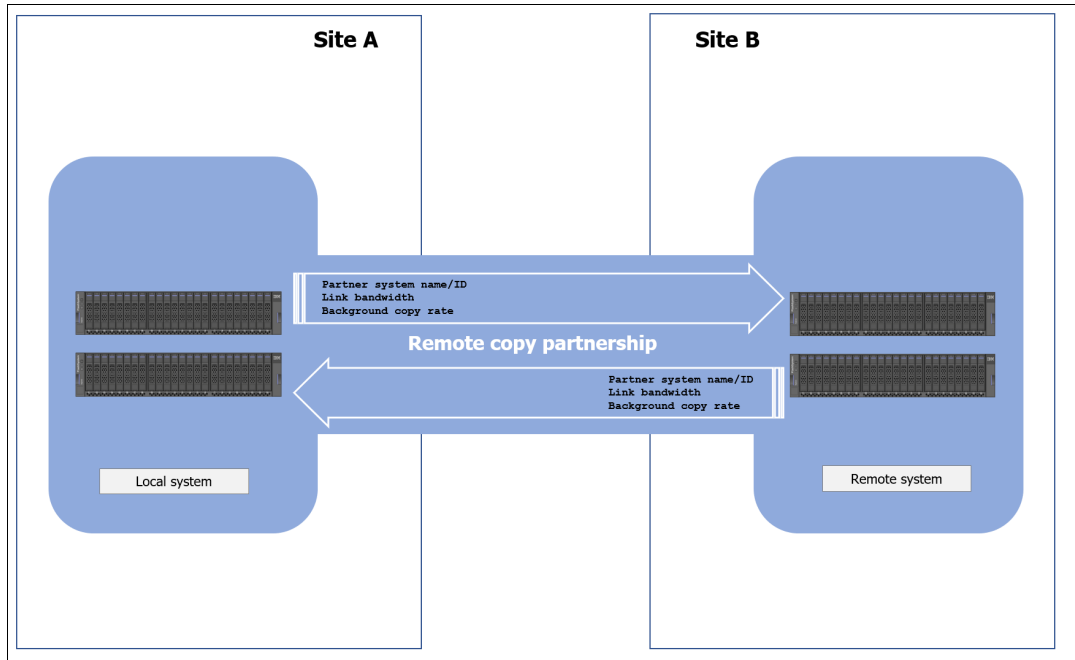 Site A
Site B
Partner system name/ID
Link bandwidth
Background copy rate
Remote copy partnership
Partner system name/ID
Link bandwidth
Background copy rate
Local system
Remote system